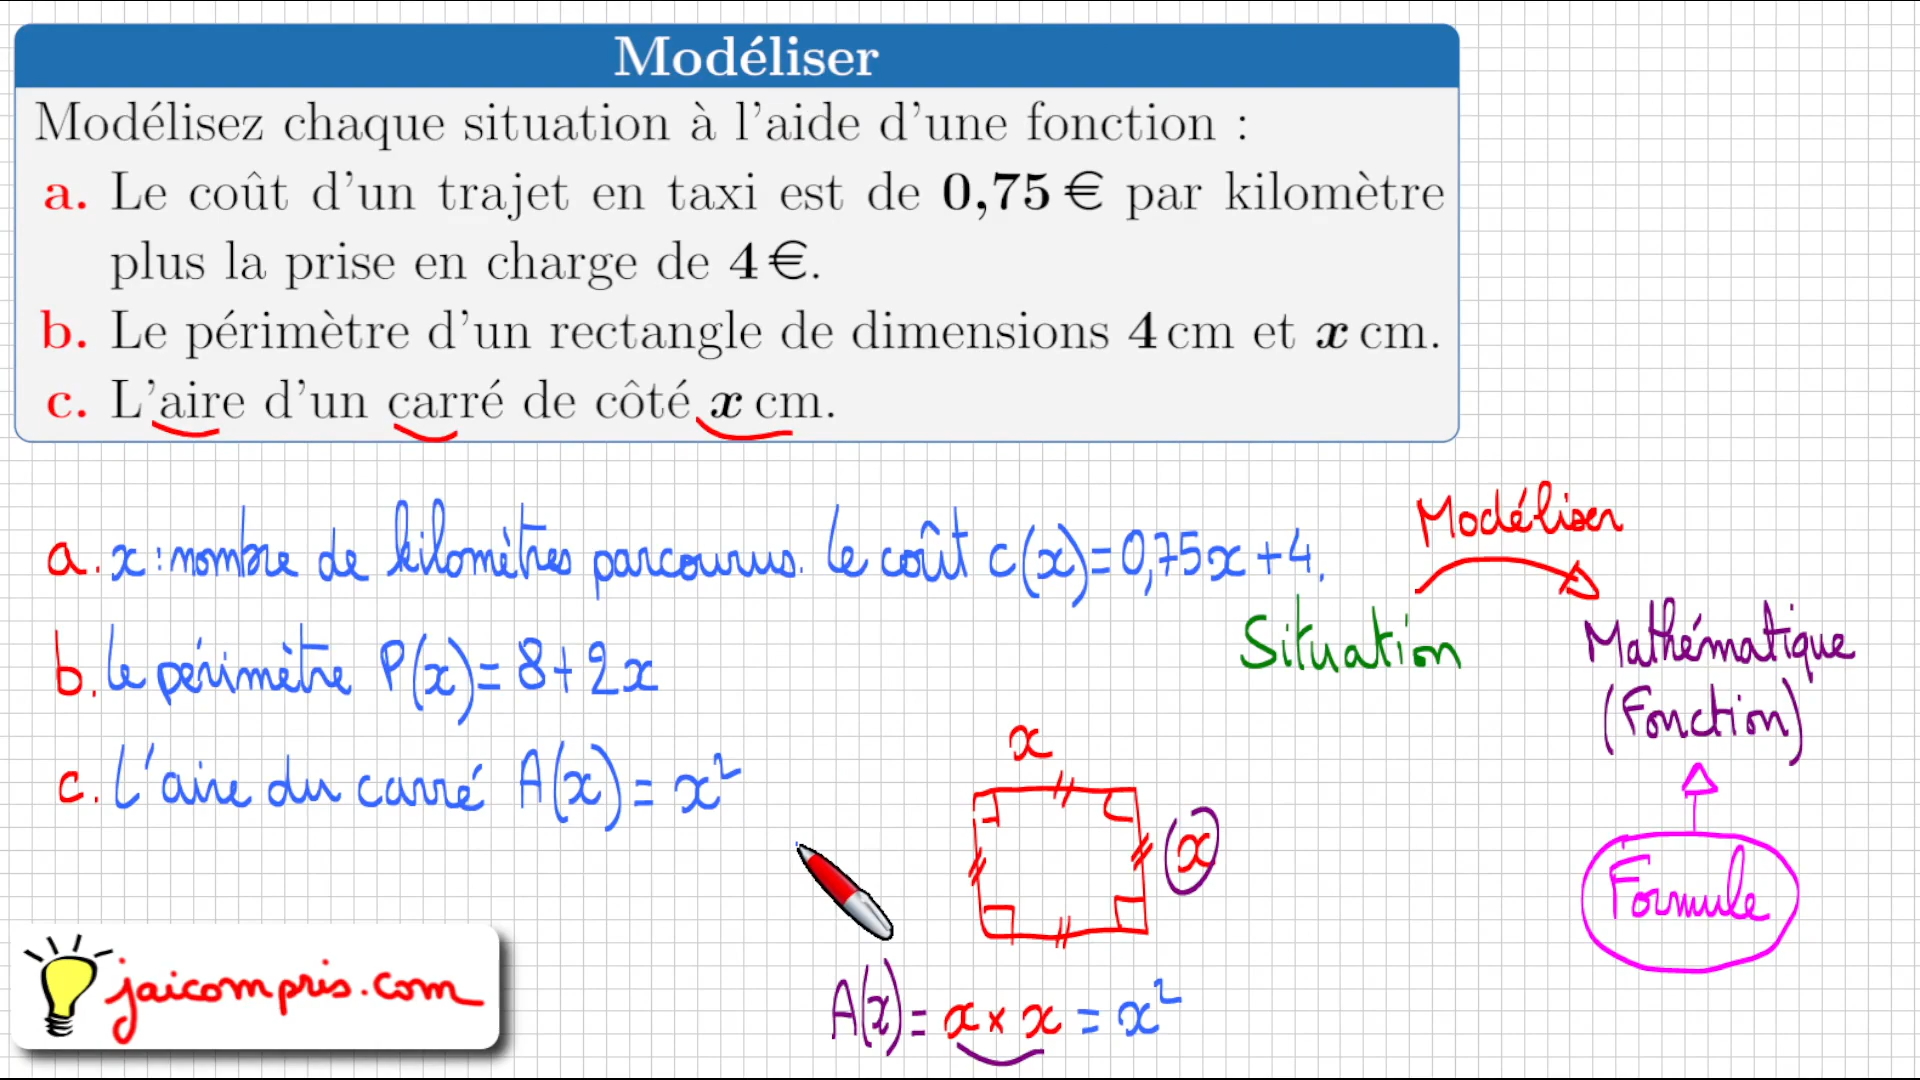 Modéliser
Modélisez chaque situation à l'aide d'une fonction :
a. Le coût d'un trajet en taxi est de 0,75 € par kilomètre
plus la prise en charge de 4 €.
b. Le périmètre d'un rectangle de dimensions 4 cm et x cm.
c. L'aire d'un carré de côté x cm.
a. x : nombre de kilomètres parcourus. le coût C(x) = 0,75x + 4.
b. le périmètre P(x) = 8 + 2x
c. l'aire du carré A(x) = x²
Modéliser
Situation
Mathématique
(Fonction)
Formule
x
x
A(x) = x × x = x²
jaicompris.com